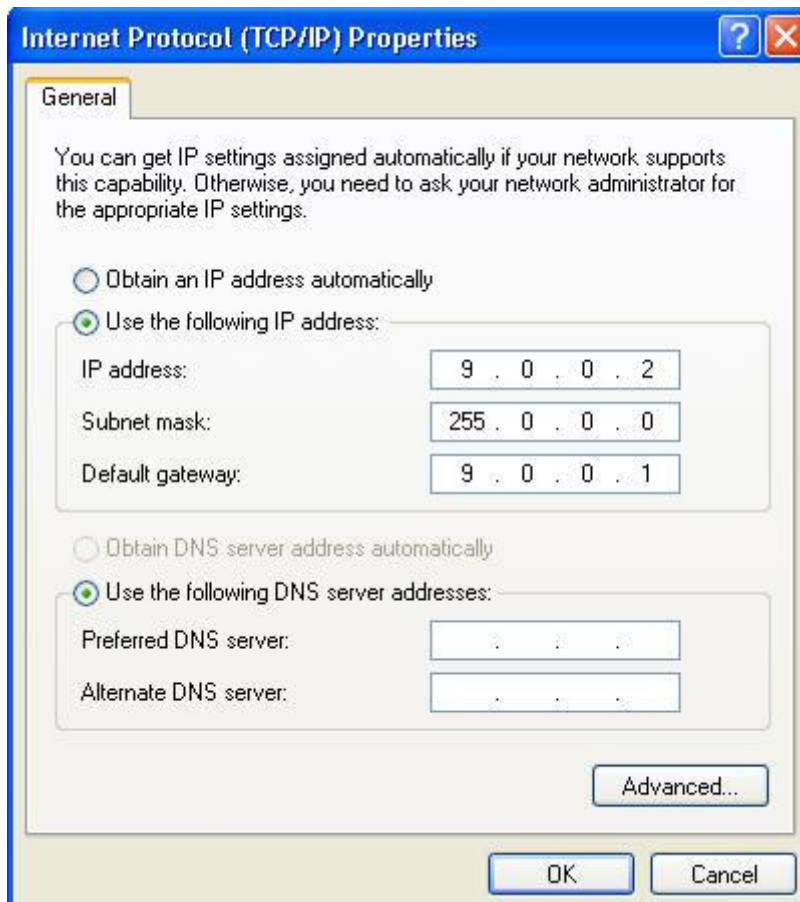 Internet Protocol (TCP/IP) Properties
General
You can get IP settings assigned automatically if your network supports
this capability. Otherwise, you need to ask your network administrator for
the appropriate IP settings.
Obtain an IP address automatically
Use the following IP address:
IP address: 9 . 0 . 0 . 2
Subnet mask: 255 . 0 . 0 . 0
Default gateway: 9 . 0 . 0 . 1
Obtain DNS server address automatically
Use the following DNS server addresses:
Preferred DNS server: . . .
Alternate DNS server: . . .
Advanced...
OK Cancel